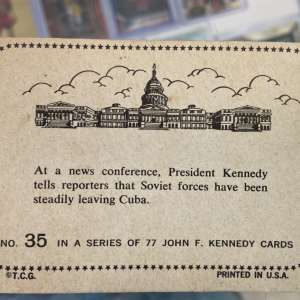 At a news conference, President Kennedy
tells reporters that Soviet forces have been
steadily leaving Cuba.
NO. 35 IN A SERIES OF 77 JOHN F. KENNEDY CARDS
©T.C.G. PRINTED IN U.S.A.